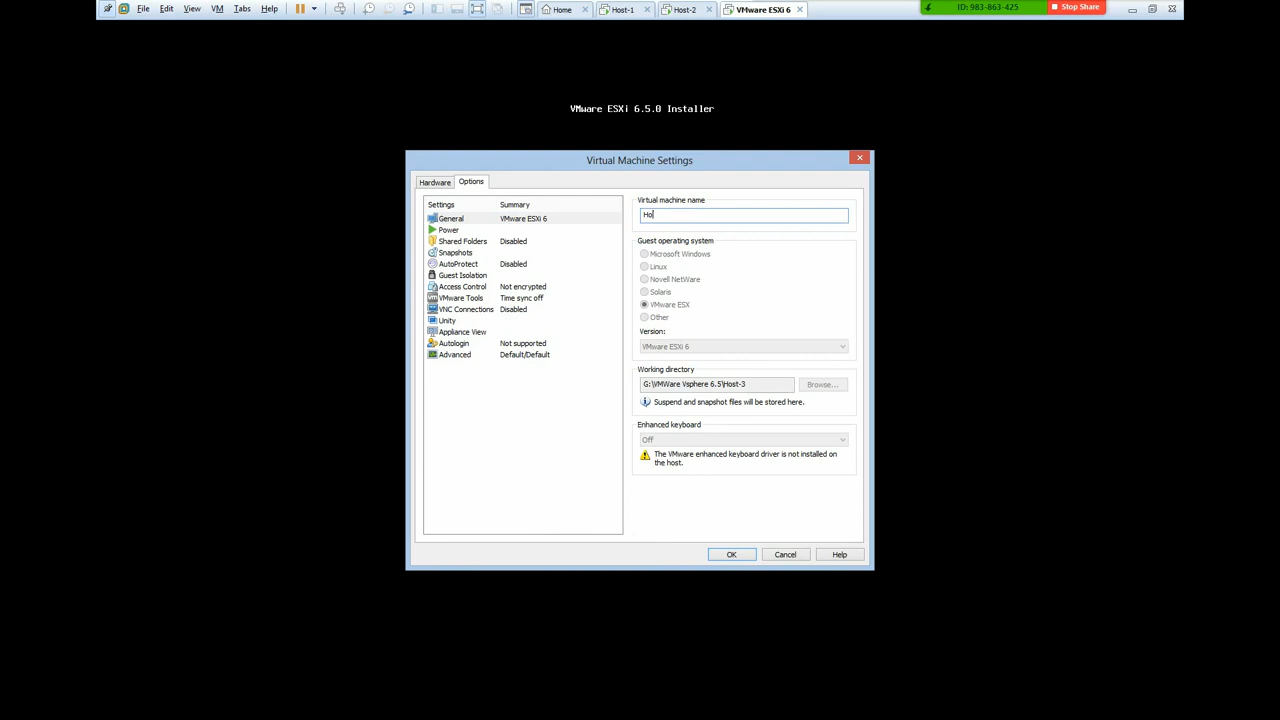 File Edit View VM Tabs Help Home Host-1 Host-2 VMware ESXi 6 ID: 983-863-425 Stop Share
VMware ESXi 6.5.0 Installer
Virtual Machine Settings
Hardware Options
Settings Summary
General VMware ESXi 6
Power
Shared Folders Disabled
Snapshots
AutoProtect Disabled
Guest Isolation
Access Control Not encrypted
VMware Tools Time sync off
VNC Connections Disabled
Unity
Appliance View
Autologin Not supported
Advanced Default/Default
Virtual machine name
Ho
Guest operating system
Microsoft Windows
Linux
Novell NetWare
Solaris
VMware ESX
Other
Version:
VMware ESXi 6
Working directory
G:\VMWare Vsphere 6.5\Host-3 Browse...
Suspend and snapshot files will be stored here.
Enhanced keyboard
Off
The VMware enhanced keyboard driver is not installed on
the host.
OK Cancel Help